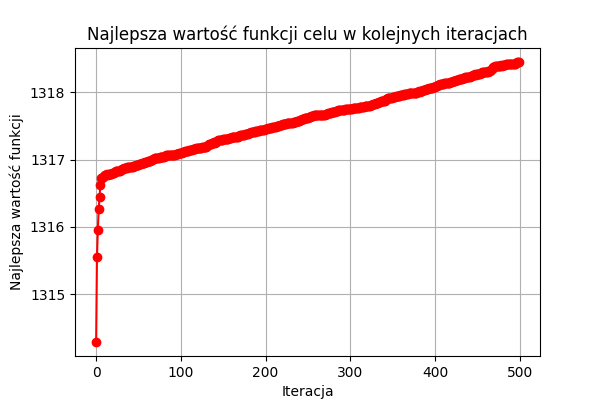 Najlepsza wartość funkcji celu w kolejnych iteracjach
Najlepsza wartość funkcji
1318
1317
1316
1315
0 100 200 300 400 500
Iteracja